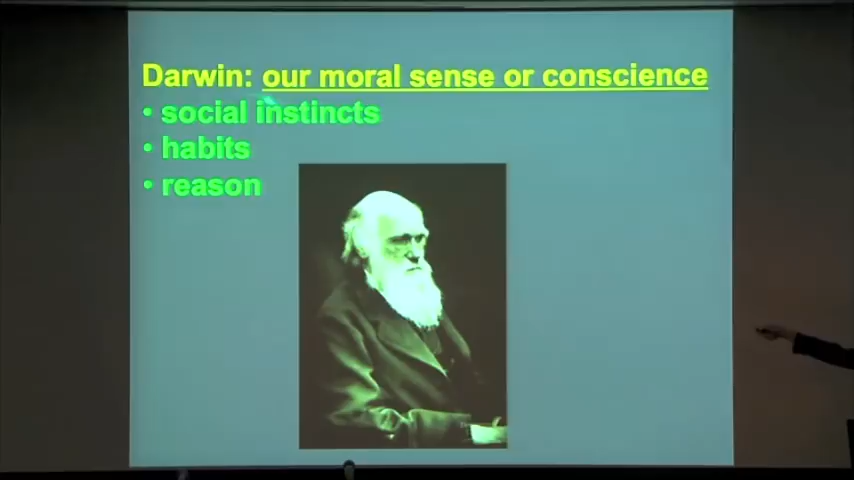 Darwin: our moral sense or conscience
• social instincts
• habits
• reason